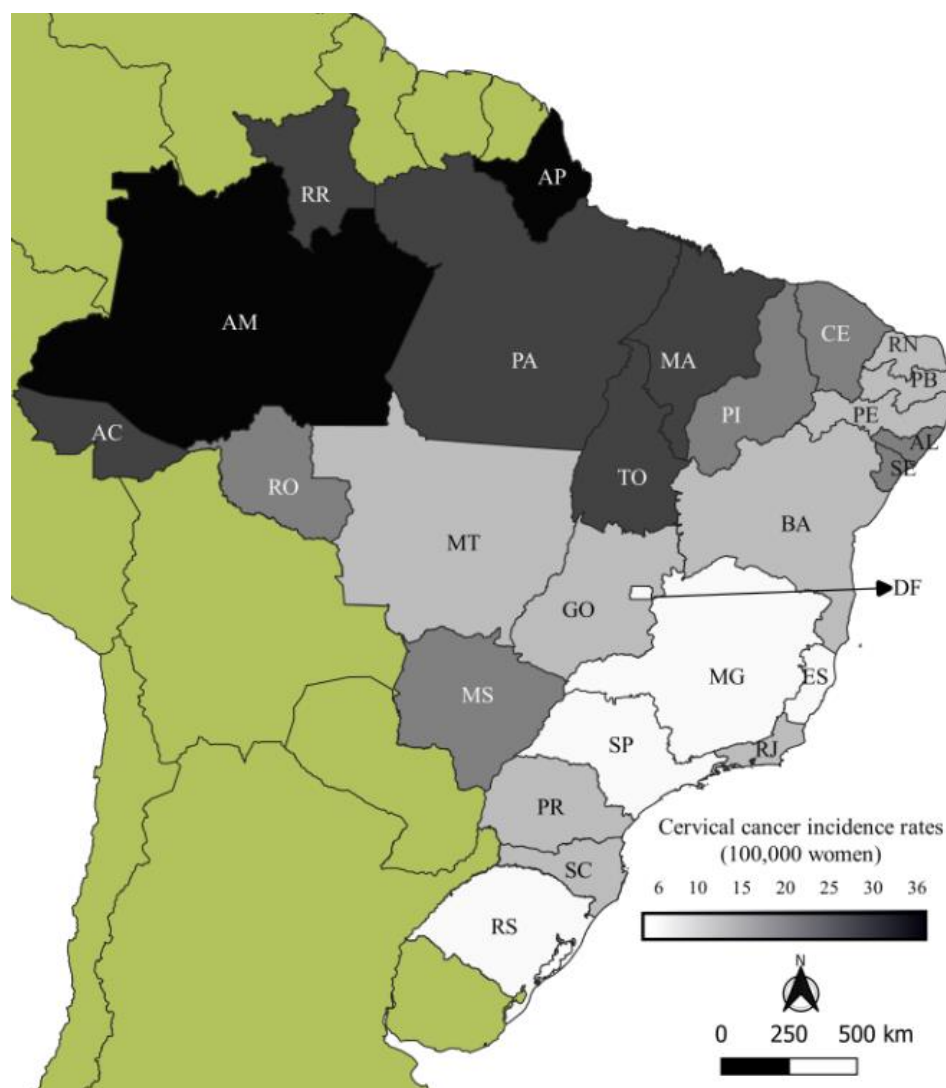 AP
RR
AM
PA
MA
CE
RN
PB
PI
PE
AC
AL
SE
RO
TO
BA
MT
DF
GO
MG
ES
MS
SP
RJ
PR
Cervical cancer incidence rates
(100,000 women)
SC
6 10 15 20 25 30 36
RS
N
0 250 500 km